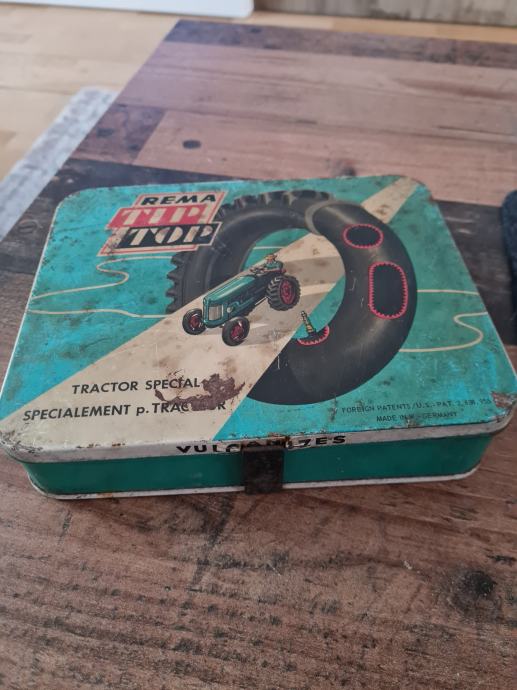 REMA
TIP
TOP
TRACTOR SPECIAL
SPECIALEMENT p. TRACTEUR
FOREIGN PATENTS / U.S.-PAT.
MADE IN W.-GERMANY
VULCANIZES